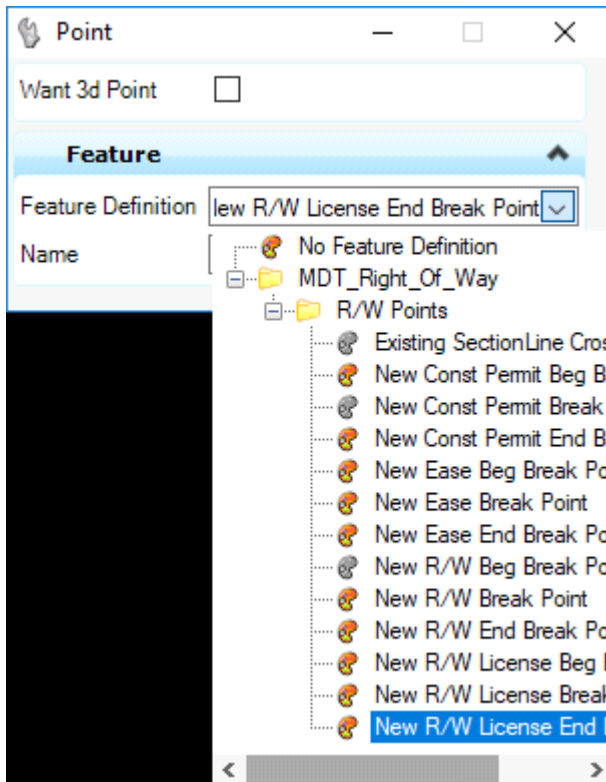 Point
Want 3d Point
Feature
Feature Definition lew R/W License End Break Point
Name
No Feature Definition
MDT_Right_Of_Way
R/W Points
Existing SectionLine Cros
New Const Permit Beg B
New Const Permit Break
New Const Permit End B
New Ease Beg Break Po
New Ease Break Point
New Ease End Break Po
New R/W Beg Break Po
New R/W Break Point
New R/W End Break Po
New R/W License Beg
New R/W License Break
New R/W License End